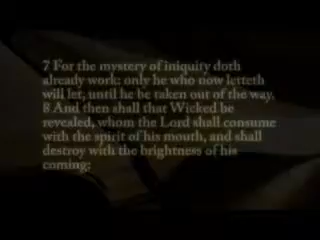 7 For the mystery of iniquity doth
already work: only he who now letteth
will let, until he be taken out of the way.
8 And then shall that Wicked be
revealed, whom the Lord shall consume
with the spirit of his mouth, and shall
destroy with the brightness of his
coming: